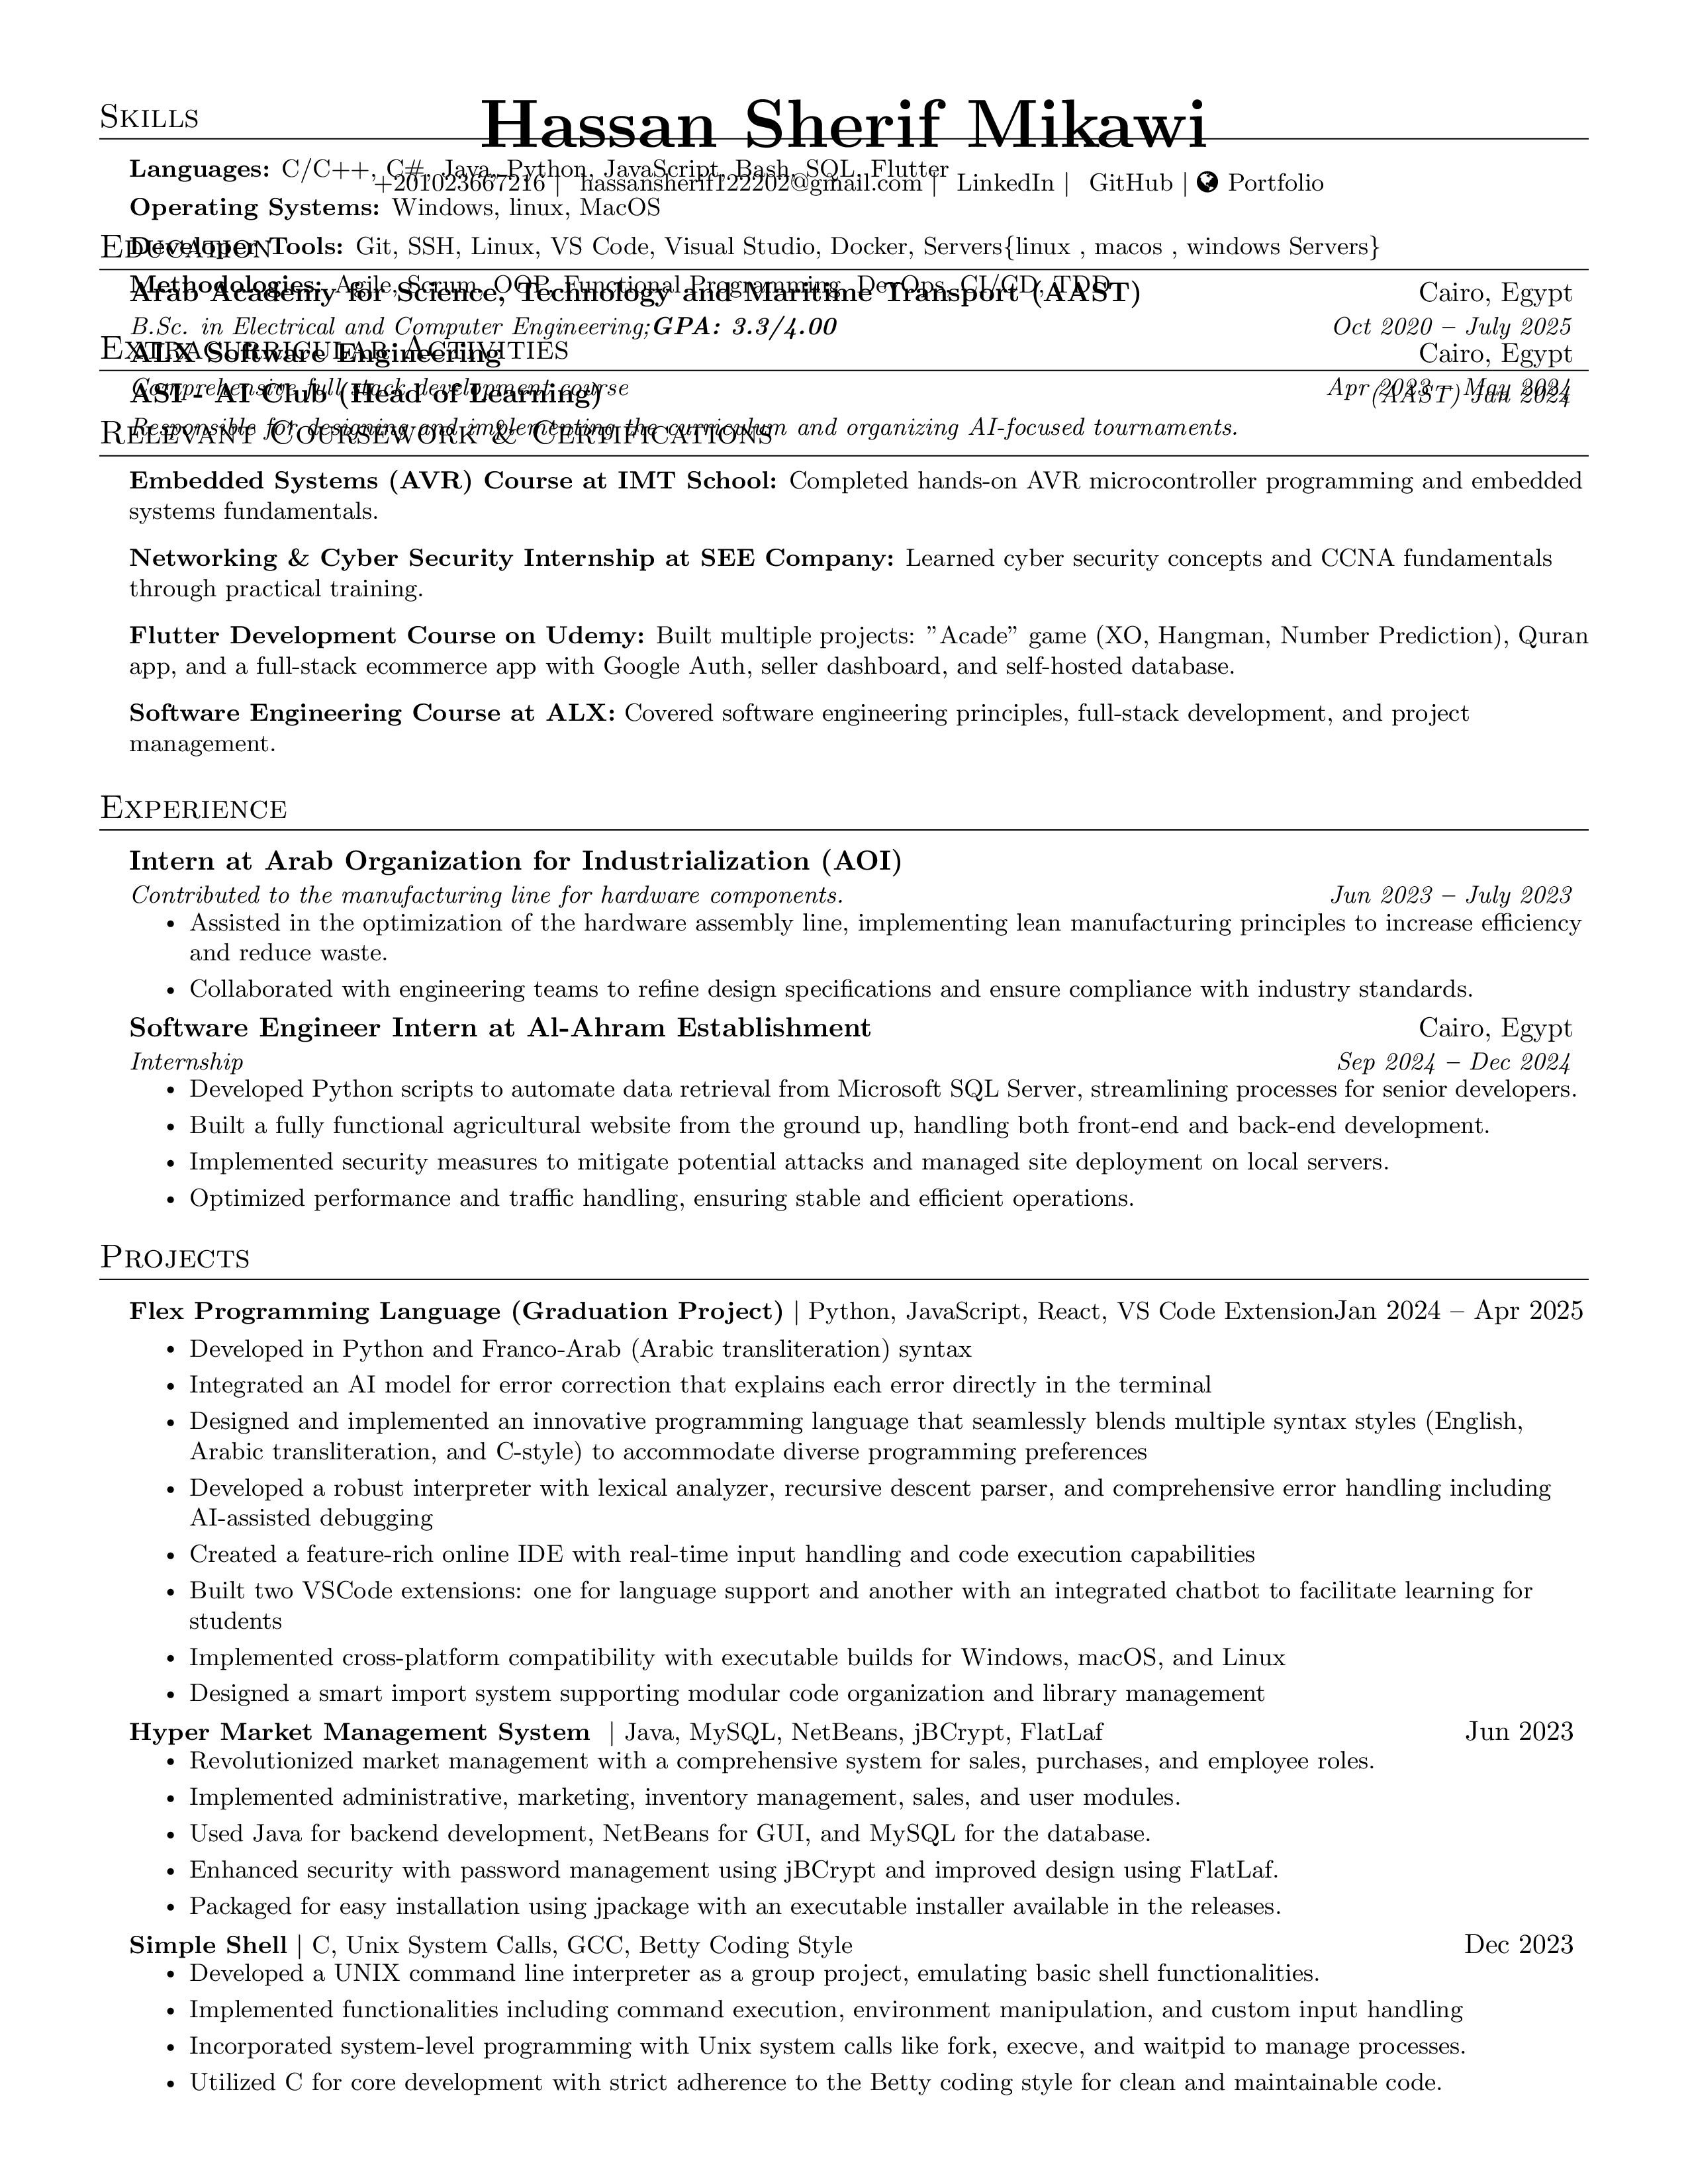 Hassan Sherif Mikawi
+201023667216 | hassansherif122202@gmail.com | LinkedIn | GitHub | Portfolio
Skills
Languages: C/C++, C#, Java, Python, JavaScript, Bash, SQL, Flutter
Operating Systems: Windows, linux, MacOS
Developer Tools: Git, SSH, Linux, VS Code, Visual Studio, Docker, Servers{linux , macos , windows Servers}
Methodologies: Agile, Scrum, OOP, Functional Programming, DevOps, CI/CD, TDD
Education
Arab Academy for Science, Technology and Maritime Transport (AAST) Cairo, Egypt
B.Sc. in Electrical and Computer Engineering;GPA: 3.3/4.00 Oct 2020 – July 2025
ALX Software Engineering Cairo, Egypt
Comprehensive full stack development course Apr 2023 – May 2024
Extracurricular Activities
ASI - AI Club (Head of Learning) (AAST) Jan 2024
Responsible for designing and implementing the curriculum and organizing AI-focused tournaments.
Relevant Coursework & Certifications
Embedded Systems (AVR) Course at IMT School: Completed hands-on AVR microcontroller programming and embedded
systems fundamentals.
Networking & Cyber Security Internship at SEE Company: Learned cyber security concepts and CCNA fundamentals
through practical training.
Flutter Development Course on Udemy: Built multiple projects: ”Acade” game (XO, Hangman, Number Prediction), Quran
app, and a full-stack ecommerce app with Google Auth, seller dashboard, and self-hosted database.
Software Engineering Course at ALX: Covered software engineering principles, full-stack development, and project
management.
Experience
Intern at Arab Organization for Industrialization (AOI)
Contributed to the manufacturing line for hardware components. Jun 2023 – July 2023
• Assisted in the optimization of the hardware assembly line, implementing lean manufacturing principles to increase efficiency
and reduce waste.
• Collaborated with engineering teams to refine design specifications and ensure compliance with industry standards.
Software Engineer Intern at Al-Ahram Establishment Cairo, Egypt
Internship Sep 2024 – Dec 2024
• Developed Python scripts to automate data retrieval from Microsoft SQL Server, streamlining processes for senior developers.
• Built a fully functional agricultural website from the ground up, handling both front-end and back-end development.
• Implemented security measures to mitigate potential attacks and managed site deployment on local servers.
• Optimized performance and traffic handling, ensuring stable and efficient operations.
Projects
Flex Programming Language (Graduation Project) | Python, JavaScript, React, VS Code ExtensionJan 2024 – Apr 2025
• Developed in Python and Franco-Arab (Arabic transliteration) syntax
• Integrated an AI model for error correction that explains each error directly in the terminal
• Designed and implemented an innovative programming language that seamlessly blends multiple syntax styles (English,
Arabic transliteration, and C-style) to accommodate diverse programming preferences
• Developed a robust interpreter with lexical analyzer, recursive descent parser, and comprehensive error handling including
AI-assisted debugging
• Created a feature-rich online IDE with real-time input handling and code execution capabilities
• Built two VSCode extensions: one for language support and another with an integrated chatbot to facilitate learning for
students
• Implemented cross-platform compatibility with executable builds for Windows, macOS, and Linux
• Designed a smart import system supporting modular code organization and library management
Hyper Market Management System | Java, MySQL, NetBeans, jBCrypt, FlatLaf Jun 2023
• Revolutionized market management with a comprehensive system for sales, purchases, and employee roles.
• Implemented administrative, marketing, inventory management, sales, and user modules.
• Used Java for backend development, NetBeans for GUI, and MySQL for the database.
• Enhanced security with password management using jBCrypt and improved design using FlatLaf.
• Packaged for easy installation using jpackage with an executable installer available in the releases.
Simple Shell | C, Unix System Calls, GCC, Betty Coding Style Dec 2023
• Developed a UNIX command line interpreter as a group project, emulating basic shell functionalities.
• Implemented functionalities including command execution, environment manipulation, and custom input handling
• Incorporated system-level programming with Unix system calls like fork, execve, and waitpid to manage processes.
• Utilized C for core development with strict adherence to the Betty coding style for clean and maintainable code.